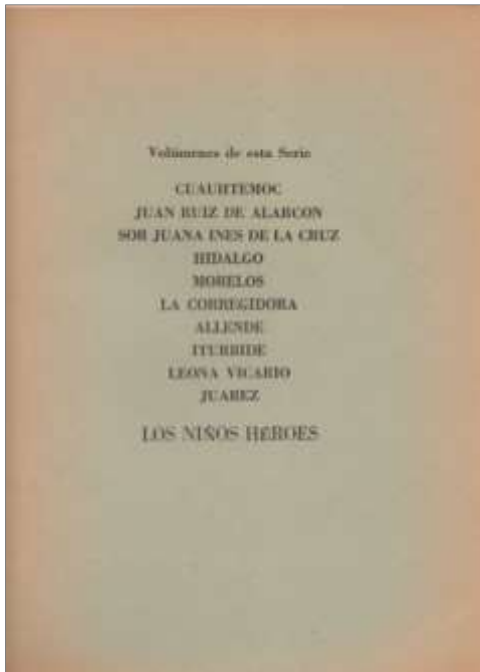 Volúmenes de esta Serie
CUAUHTEMOC
JUAN RUIZ DE ALARCON
SOR JUANA INES DE LA CRUZ
HIDALGO
MORELOS
LA CORREGIDORA
ALLENDE
ITURBIDE
LEONA VICARIO
JUAREZ
LOS NIÑOS HÉROES